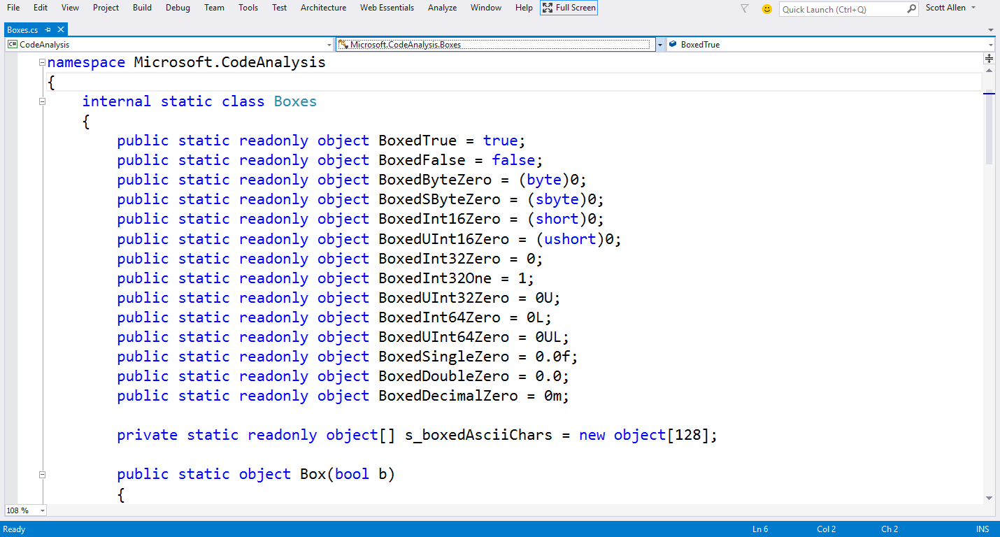 File Edit View Project Build Debug Team Tools Test Architecture Web Essentials Analyze Window Help Full Screen Quick Launch (Ctrl+Q) Scott Allen
Boxes.cs
C# CodeAnalysis Microsoft.CodeAnalysis.Boxes BoxedTrue
namespace Microsoft.CodeAnalysis
{
    internal static class Boxes
    {
        public static readonly object BoxedTrue = true;
        public static readonly object BoxedFalse = false;
        public static readonly object BoxedByteZero = (byte)0;
        public static readonly object BoxedSByteZero = (sbyte)0;
        public static readonly object BoxedInt16Zero = (short)0;
        public static readonly object BoxedUInt16Zero = (ushort)0;
        public static readonly object BoxedInt32Zero = 0;
        public static readonly object BoxedInt32One = 1;
        public static readonly object BoxedUInt32Zero = 0U;
        public static readonly object BoxedInt64Zero = 0L;
        public static readonly object BoxedUInt64Zero = 0UL;
        public static readonly object BoxedSingleZero = 0.0f;
        public static readonly object BoxedDoubleZero = 0.0;
        public static readonly object BoxedDecimalZero = 0m;
        private static readonly object[] s_boxedAsciiChars = new object[128];
        public static object Box(bool b)
        {
108 %
Ready Ln 6 Col 2 Ch 2 INS